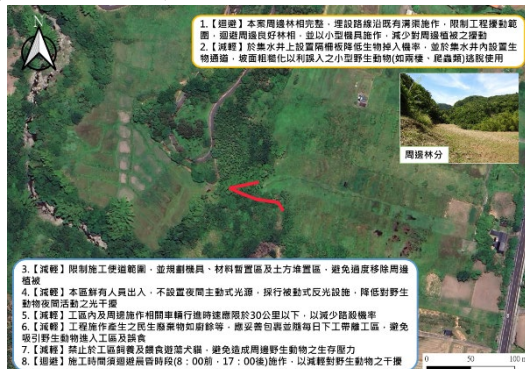 1.【迴避】本案周邊林相完整，埋設路線沿既有溝渠施作，限制工程擾動範
圍，迴避周邊良好林相，並以小型機具施作，減少對周邊植被之擾動
2.【減輕】於集水井上設置隔柵板降低生物掉入機率，並於集水井內設置生
物通道，坡面粗糙化以利誤入之小型野生動物(如兩棲、爬蟲類)逃脫使用
周邊林分
3.【減輕】限制施工便道範圍，並規劃機具、材料暫置區及土方堆置區，避免過度移除周邊
植被
4.【減輕】本區鮮有人員出入，不設置夜間主動式光源，採行被動式反光設施，降低對野生
動物夜間活動之光干擾
5.【減輕】工區內及周邊施作相關車輛行進時速應限於30公里以下，以減少路殺機率
6.【減輕】工程施作產生之民生廢棄物如廚餘等，應妥善包裹並隨每日下工帶離工區，避免
吸引野生動物進入工區及誤食
7.【減輕】禁止於工區飼養及餵食遊蕩犬貓，避免造成周邊野生動物之生存壓力
8.【迴避】施工時間須迴避晨昏時段(8：00前，17：00後)施作，以減輕對野生動物之干擾
0 50 100 m